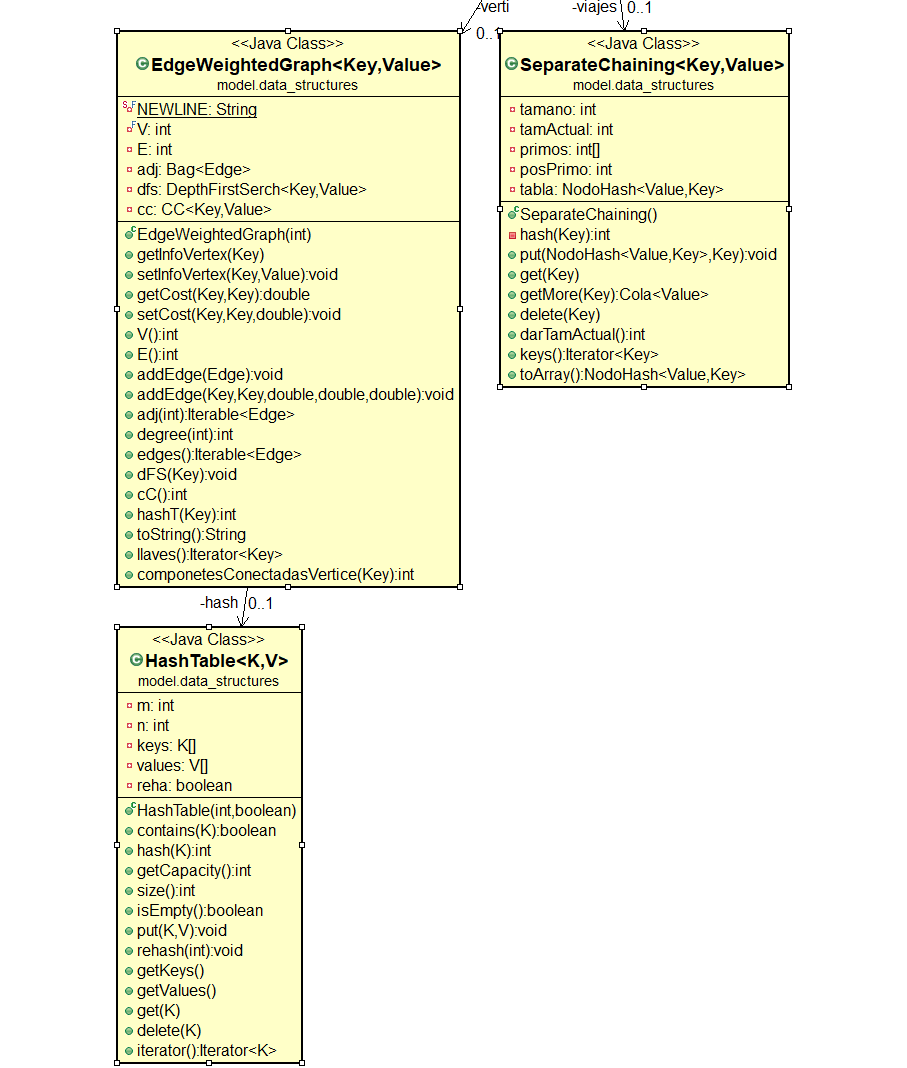 -verti
0..1
-viajes 0..1
<<Java Class>>
EdgeWeightedGraph<Key,Value>
model.data_structures
NEWLINE: String
V: int
E: int
adj: Bag<Edge>
dfs: DepthFirstSerch<Key,Value>
cc: CC<Key,Value>
EdgeWeightedGraph(int)
getInfoVertex(Key)
setInfoVertex(Key,Value):void
getCost(Key,Key):double
setCost(Key,Key,double):void
V():int
E():int
addEdge(Edge):void
addEdge(Key,Key,double,double,double):void
adj(int):Iterable<Edge>
degree(int):int
edges():Iterable<Edge>
dFS(Key):void
cC():int
hashT(Key):int
toString():String
llaves():Iterator<Key>
componetesConectadasVertice(Key):int
<<Java Class>>
SeparateChaining<Key,Value>
model.data_structures
tamano: int
tamActual: int
primos: int[]
posPrimo: int
tabla: NodoHash<Value,Key>
SeparateChaining()
hash(Key):int
put(NodoHash<Value,Key>,Key):void
get(Key)
getMore(Key):Cola<Value>
delete(Key)
darTamActual():int
keys():Iterator<Key>
toArray():NodoHash<Value,Key>
-hash 0..1
<<Java Class>>
HashTable<K,V>
model.data_structures
m: int
n: int
keys: K[]
values: V[]
reha: boolean
HashTable(int,boolean)
contains(K):boolean
hash(K):int
getCapacity():int
size():int
isEmpty():boolean
put(K,V):void
rehash(int):void
getKeys()
getValues()
get(K)
delete(K)
iterator():Iterator<K>